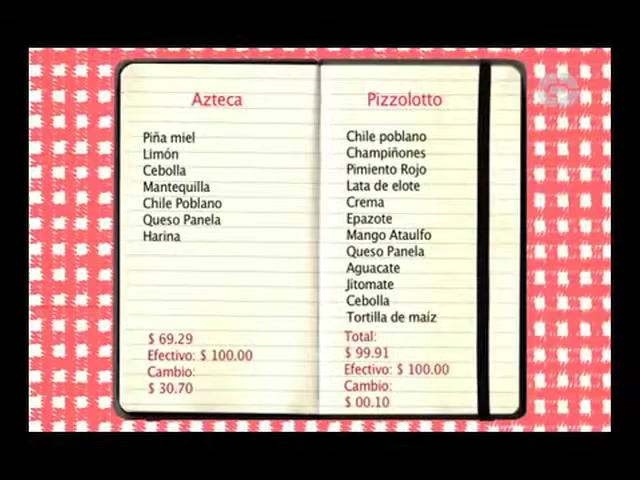 Azteca
Piña miel
Limón
Cebolla
Mantequilla
Chile Poblano
Queso Panela
Harina
$ 69.29
Efectivo: $ 100.00
Cambio:
$ 30.70
Pizzolotto
Chile poblano
Champiñones
Pimiento Rojo
Lata de elote
Crema
Epazote
Mango Ataulfo
Queso Panela
Aguacate
Jitomate
Cebolla
Tortilla de maíz
Total:
$ 99.91
Efectivo: $ 100.00
Cambio:
$ 00.10